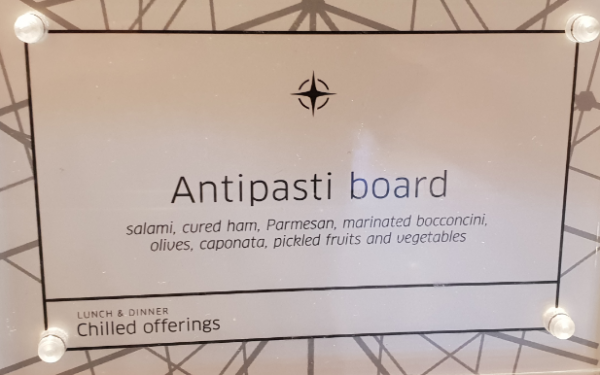 Antipasti board
salami, cured ham, Parmesan, marinated bocconcini,
olives, caponata, pickled fruits and vegetables
LUNCH & DINNER
Chilled offerings